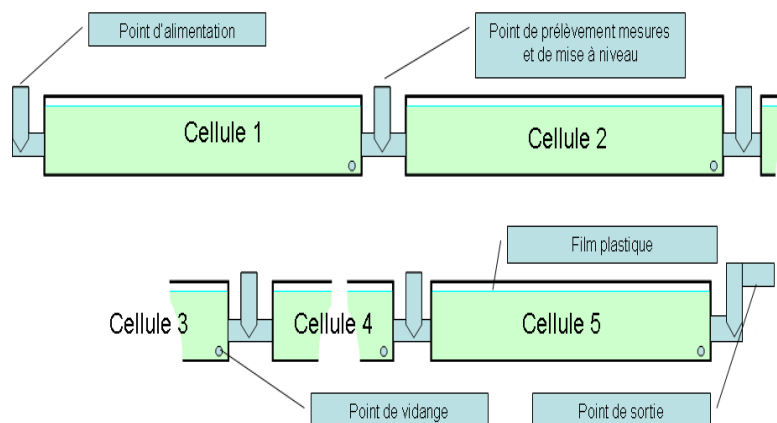 Point d'alimentation
Point de prélèvement mesures
et de mise à niveau
Cellule 1
Cellule 2
Film plastique
Cellule 3
Cellule 4
Cellule 5
Point de vidange
Point de sortie